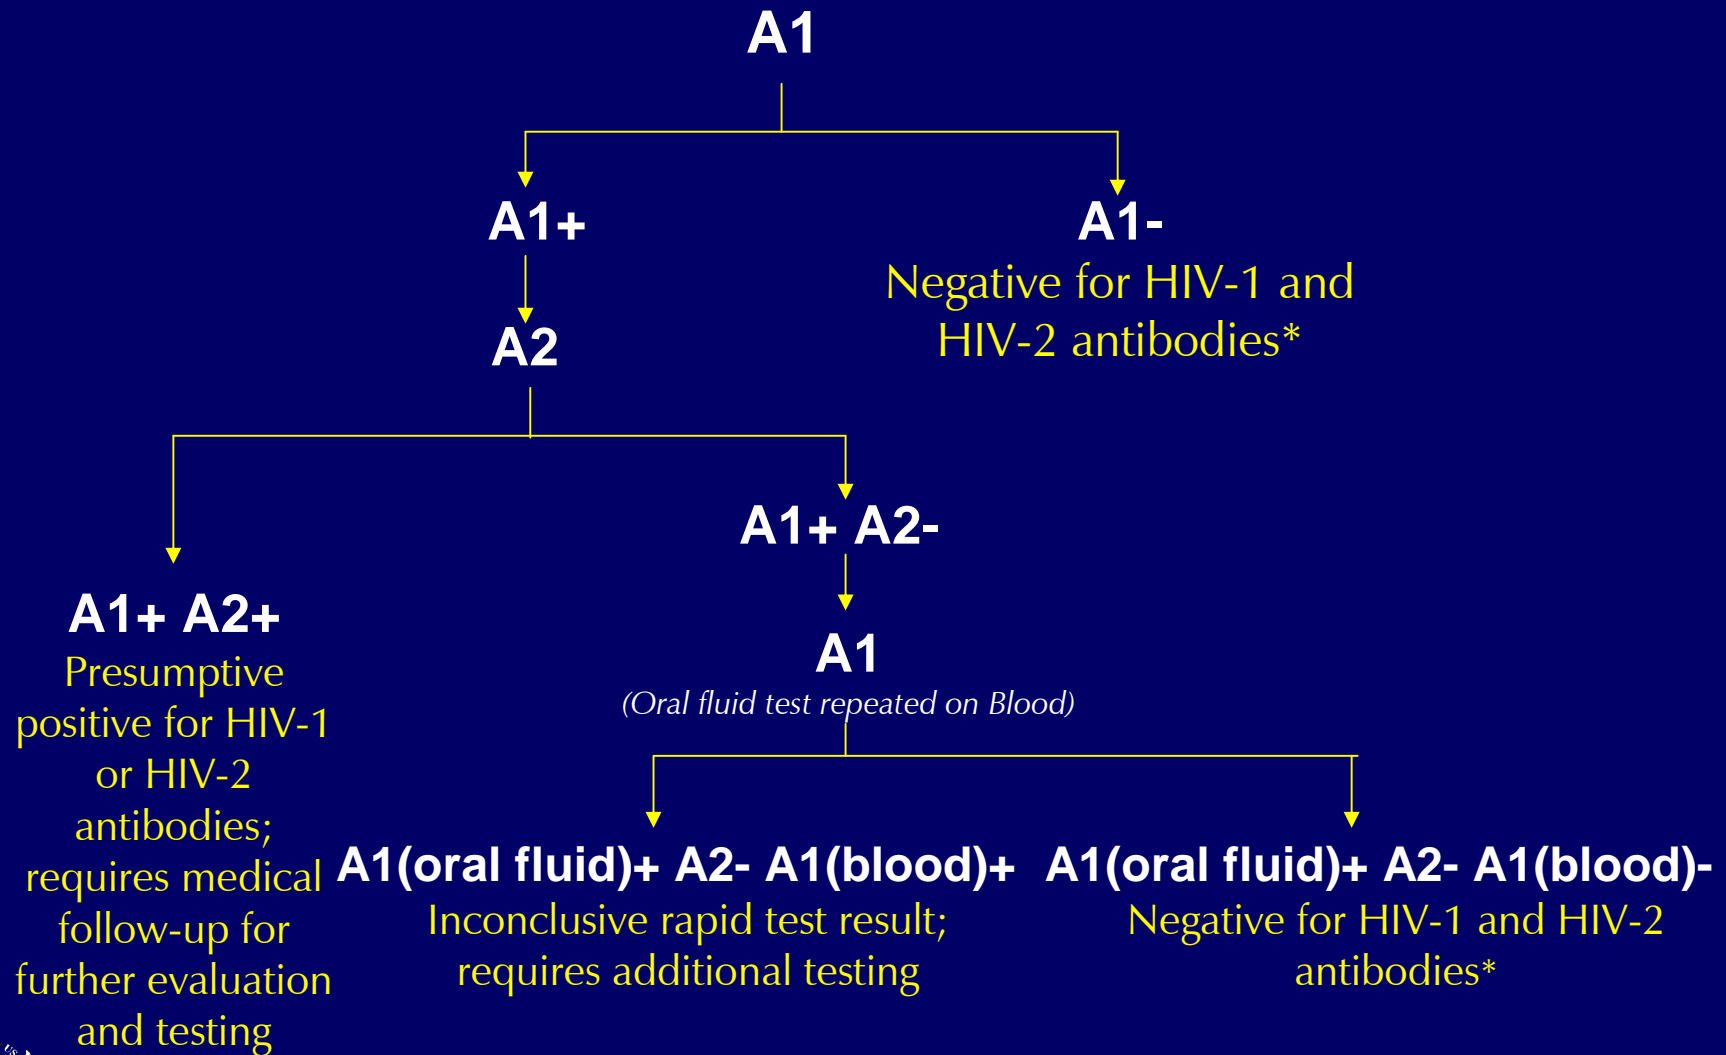 A1
A1+
A1-
Negative for HIV-1 and
HIV-2 antibodies*
A2
A1+ A2-
A1+ A2+
Presumptive
positive for HIV-1
or HIV-2
antibodies;
requires medical
follow-up for
further evaluation
and testing
A1
(Oral fluid test repeated on Blood)
A1(oral fluid)+ A2- A1(blood)+
Inconclusive rapid test result;
requires additional testing
A1(oral fluid)+ A2- A1(blood)-
Negative for HIV-1 and HIV-2
antibodies*